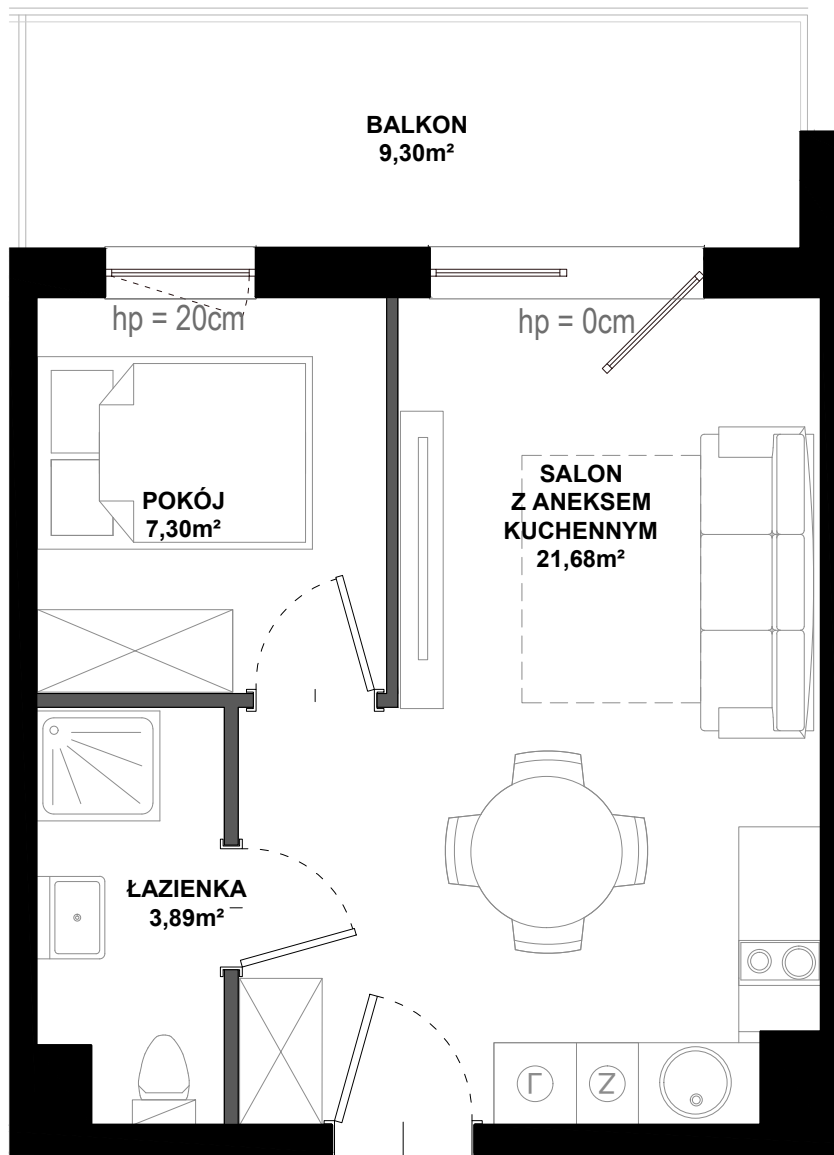 BALKON
9,30m²
hp = 20cm
hp = 0cm
POKÓJ
7,30m²
SALON
Z ANEKSEM
KUCHENNYM
21,68m²
ŁAZIENKA
3,89m²
Γ
Z